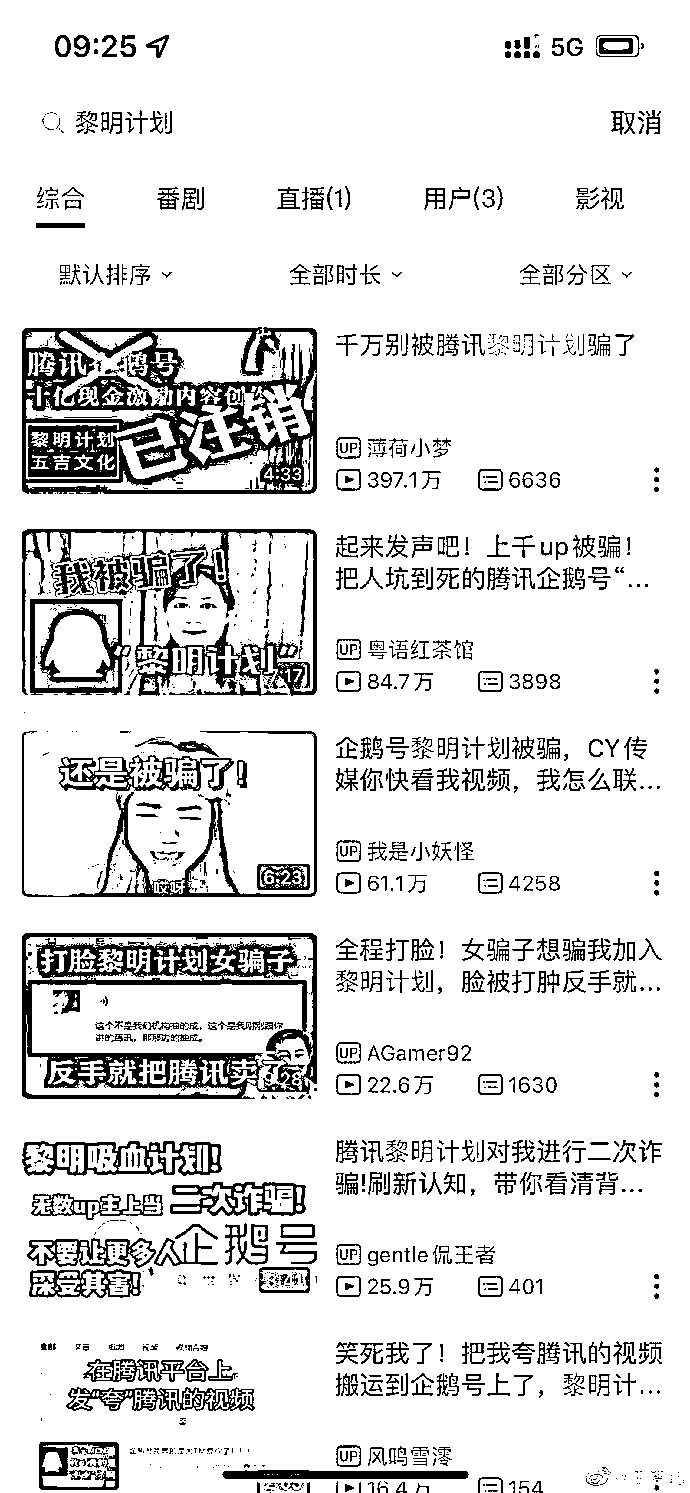 09:25
5G
黎明计划
取消
综合 番剧 直播(1) 用户(3) 影视
默认排序 全部时长 全部分区
腾讯企鹅号
十亿现金激励内容创
已注销
黎明计划
五吉文化
4:33
千万别被腾讯黎明计划骗了
UP 薄荷小梦
397.1万 6636
我被骗了!
"黎明计划"
起来发声吧！上千up被骗！
把人坑到死的腾讯企鹅号“...
UP 粤语红茶馆
84.7万 3898
还是被骗了!
哎呀
6:23
企鹅号黎明计划被骗，CY传
媒你快看我视频，我怎么联...
UP 我是小妖怪
61.1万 4258
打脸黎明计划女骗子
反手就把腾讯卖
全程打脸！女骗子想骗我加入
黎明计划，脸被打肿反手就...
UP AGamer92
22.6万 1630
黎明吸血计划!
无数up主上当 二次诈骗!
不要让更多人
深受其害!
企鹅号
腾讯黎明计划对我进行二次诈
骗!刷新认知，带你看清背...
UP gentle侃王者
25.9万 401
在腾讯平台上
发“夸”腾讯的视频
笑死我了！把我夸腾讯的视频
搬运到企鹅号上了，黎明计...
UP 风鸣雪澪
16.4万 154